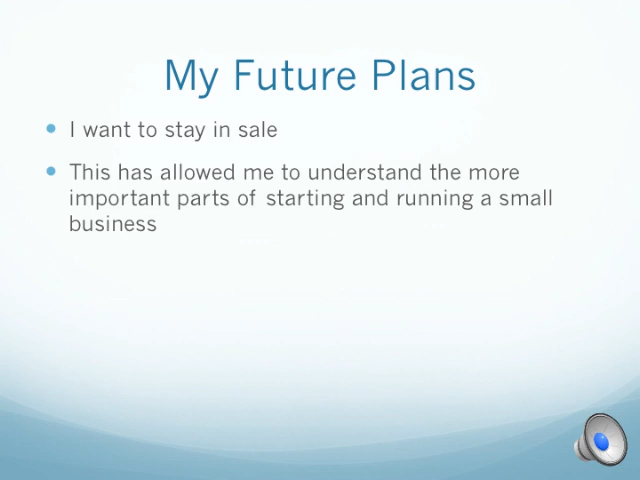 My Future Plans
I want to stay in sale
This has allowed me to understand the more
important parts of starting and running a small
business